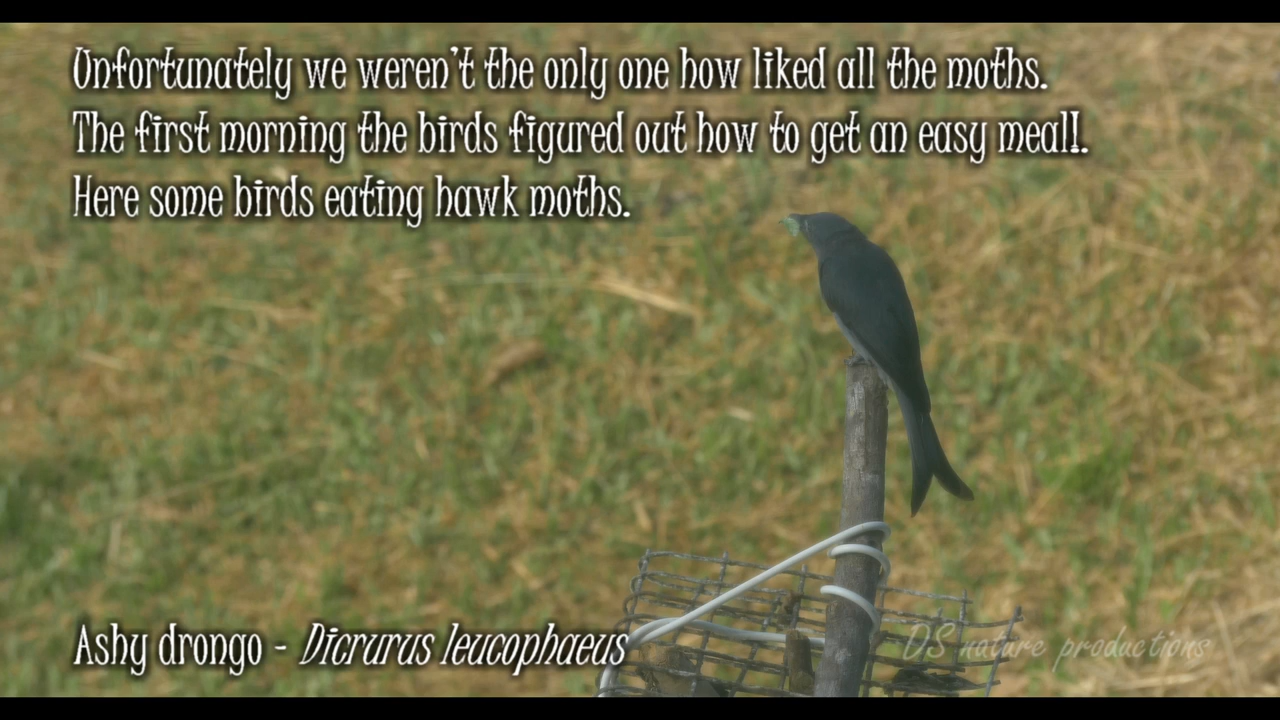 Unfortunately we weren't the only one how liked all the moths.
The first morning the birds figured out how to get an easy meal!.
Here some birds eating hawk moths.
Ashy drongo - Dicrurus leucophaeus
DS nature productions